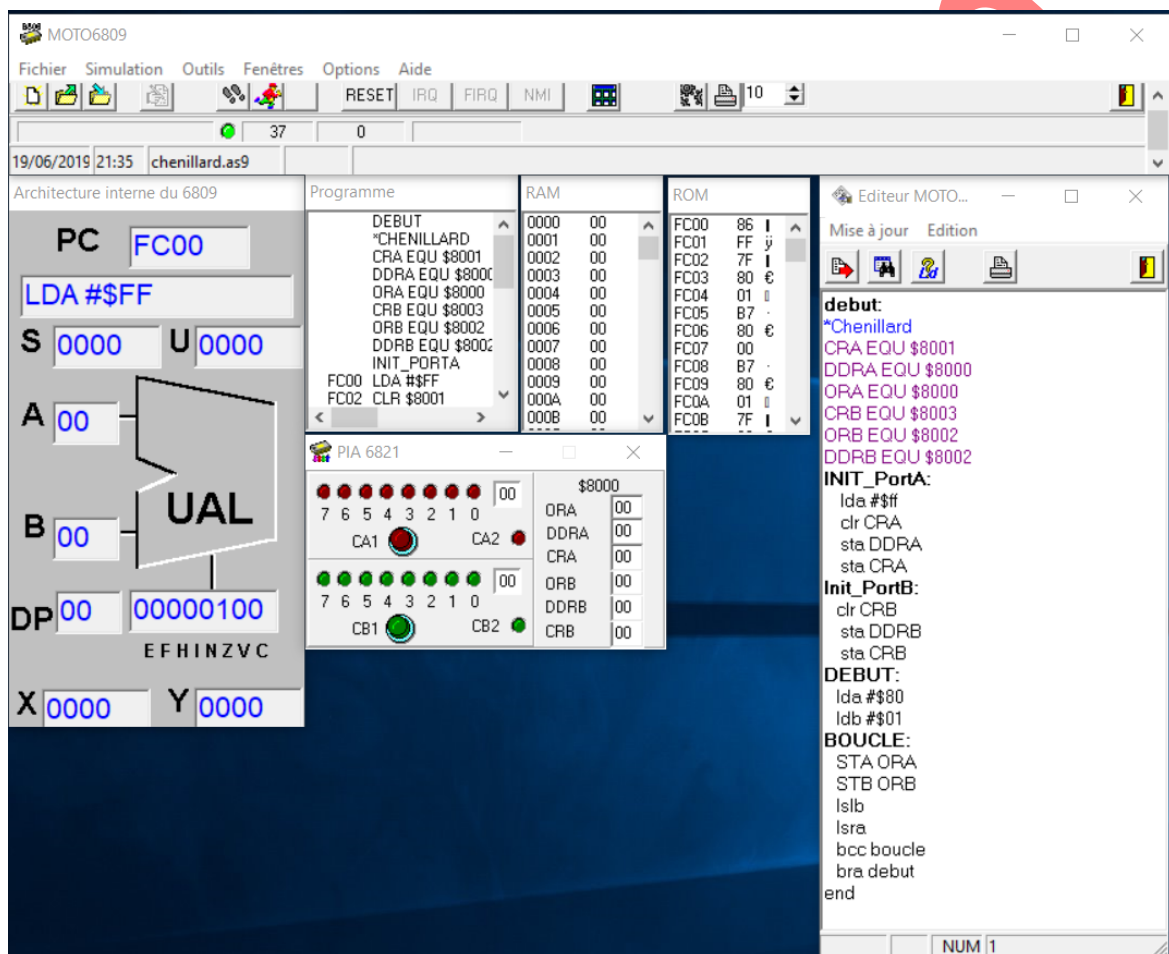 MOTO6809
Fichier Simulation Outils Fenêtres Options Aide
RESET IRQ FIRQ NMI 10
37 0
19/06/2019 21:35 chenillard.as9
Architecture interne du 6809
PC FC00
LDA #$FF
S 0000 U 0000
A 00
UAL
B 00
DP 00 00000100
EFHINZVC
X 0000 Y 0000
Programme
DEBUT
*CHENILLARD
CRA EQU $8001
DDRA EQU $8000
ORA EQU $8000
CRB EQU $8003
ORB EQU $8002
DDRB EQU $8002
INIT_PORTA
FC00 LDA #$FF
FC02 CLR $8001
RAM
0000 00
0001 00
0002 00
0003 00
0004 00
0005 00
0006 00
0007 00
0008 00
0009 00
000A 00
000B 00
ROM
FC00 86
FC01 FF ÿ
FC02 7F
FC03 80 €
FC04 01
FC05 B7 ·
FC06 80 €
FC07 00
FC08 B7 ·
FC09 80 €
FC0A 01
FC0B 7F
PIA 6821
00
7 6 5 4 3 2 1 0
CA1 CA2
00
7 6 5 4 3 2 1 0
CB1 CB2
$8000
ORA 00
DDRA 00
CRA 00
ORB 00
DDRB 00
CRB 00
Editeur MOTO...
Mise à jour Edition
debut:
*Chenillard
CRA EQU $8001
DDRA EQU $8000
ORA EQU $8000
CRB EQU $8003
ORB EQU $8002
DDRB EQU $8002
INIT_PortA:
lda #$ff
clr CRA
sta DDRA
sta CRA
Init_PortB:
clr CRB
sta DDRB
sta CRB
DEBUT:
lda #$80
ldb #$01
BOUCLE:
STA ORA
STB ORB
lslb
lsra
bcc boucle
bra debut
end
NUM 1